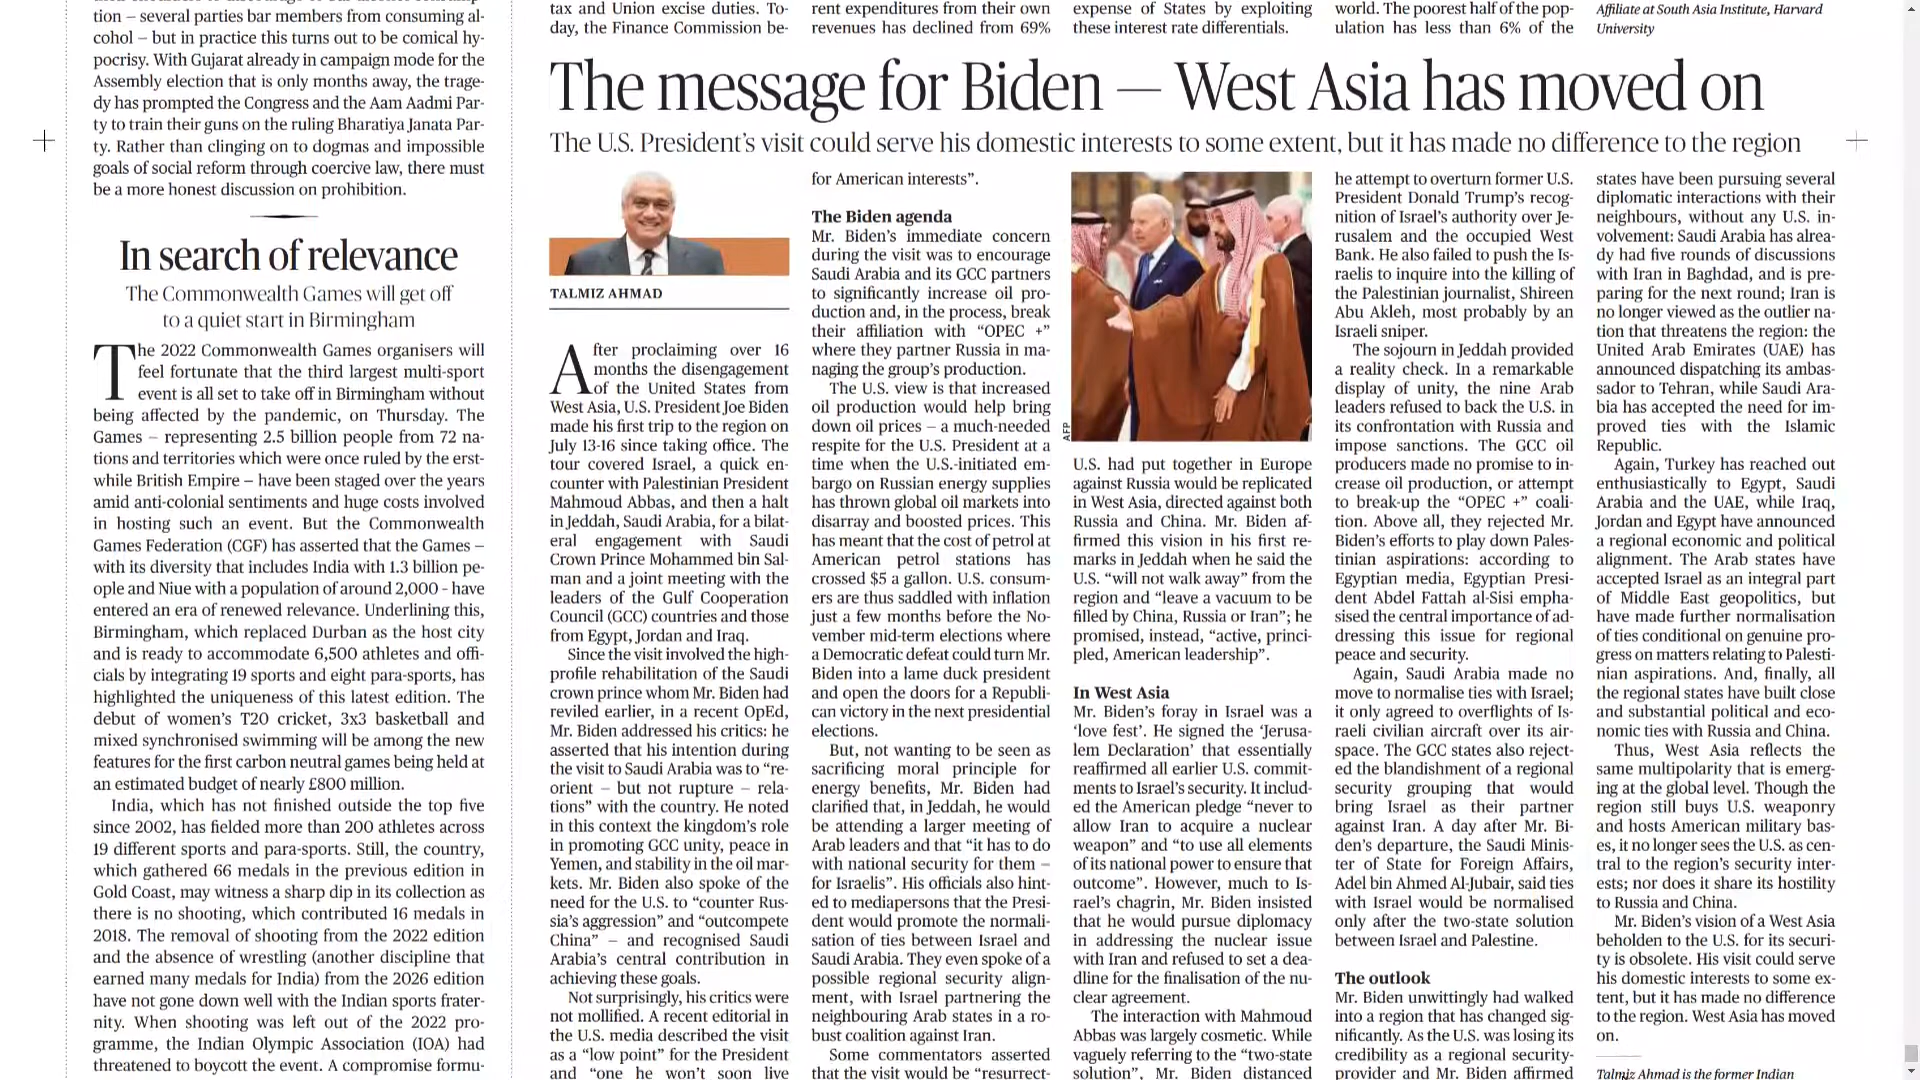 tion – several parties bar members from consuming al-
cohol – but in practice this turns out to be comical hy-
pocrisy. With Gujarat already in campaign mode for the
Assembly election that is only months away, the trage-
dy has prompted the Congress and the Aam Aadmi Par-
ty to train their guns on the ruling Bharatiya Janata Par-
ty. Rather than clinging on to dogmas and impossible
goals of social reform through coercive law, there must
be a more honest discussion on prohibition.
In search of relevance
The Commonwealth Games will get off
to a quiet start in Birmingham
The 2022 Commonwealth Games organisers will
feel fortunate that the third largest multi-sport
event is all set to take off in Birmingham without
being affected by the pandemic, on Thursday. The
Games – representing 2.5 billion people from 72 na-
tions and territories which were once ruled by the erst-
while British Empire – have been staged over the years
amid anti-colonial sentiments and huge costs involved
in hosting such an event. But the Commonwealth
Games Federation (CGF) has asserted that the Games –
with its diversity that includes India with 1.3 billion pe-
ople and Niue with a population of around 2,000 - have
entered an era of renewed relevance. Underlining this,
Birmingham, which replaced Durban as the host city
and is ready to accommodate 6,500 athletes and offi-
cials by integrating 19 sports and eight para-sports, has
highlighted the uniqueness of this latest edition. The
debut of women's T20 cricket, 3x3 basketball and
mixed synchronised swimming will be among the new
features for the first carbon neutral games being held at
an estimated budget of nearly £800 million.
India, which has not finished outside the top five
since 2002, has fielded more than 200 athletes across
19 different sports and para-sports. Still, the country,
which gathered 66 medals in the previous edition in
Gold Coast, may witness a sharp dip in its collection as
there is no shooting, which contributed 16 medals in
2018. The removal of shooting from the 2022 edition
and the absence of wrestling (another discipline that
earned many medals for India) from the 2026 edition
have not gone down well with the Indian sports frater-
nity. When shooting was left out of the 2022 pro-
gramme, the Indian Olympic Association (IOA) had
threatened to boycott the event. A compromise formu-
tax and Union excise duties. To-
day, the Finance Commission be-
rent expenditures from their own
revenues has declined from 69%
expense of States by exploiting
these interest rate differentials.
world. The poorest half of the pop-
ulation has less than 6% of the
Affiliate at South Asia Institute, Harvard
University
The message for Biden — West Asia has moved on
The U.S. President's visit could serve his domestic interests to some extent, but it has made no difference to the region
TALMIZ AHMAD
After proclaiming over 16
months the disengagement
of the United States from
West Asia, U.S. President Joe Biden
made his first trip to the region on
July 13-16 since taking office. The
tour covered Israel, a quick en-
counter with Palestinian President
Mahmoud Abbas, and then a halt
in Jeddah, Saudi Arabia, for a bilat-
eral engagement with Saudi
Crown Prince Mohammed bin Sal-
man and a joint meeting with the
leaders of the Gulf Cooperation
Council (GCC) countries and those
from Egypt, Jordan and Iraq.
Since the visit involved the high-
profile rehabilitation of the Saudi
crown prince whom Mr. Biden had
reviled earlier, in a recent OpEd,
Mr. Biden addressed his critics: he
asserted that his intention during
the visit to Saudi Arabia was to “re-
orient – but not rupture – rela-
tions” with the country. He noted
in this context the kingdom's role
in promoting GCC unity, peace in
Yemen, and stability in the oil mar-
kets. Mr. Biden also spoke of the
need for the U.S. to “counter Rus-
sia's aggression” and “outcompete
China” – and recognised Saudi
Arabia's central contribution in
achieving these goals.
Not surprisingly, his critics were
not mollified. A recent editorial in
the U.S. media described the visit
as a “low point” for the President
and “one he won't soon live
for American interests”.
The Biden agenda
Mr. Biden's immediate concern
during the visit was to encourage
Saudi Arabia and its GCC partners
to significantly increase oil pro-
duction and, in the process, break
their affiliation with “OPEC +”
where they partner Russia in ma-
naging the group's production.
The U.S. view is that increased
oil production would help bring
down oil prices – a much-needed
respite for the U.S. President at a
time when the U.S.-initiated em-
bargo on Russian energy supplies
has thrown global oil markets into
disarray and boosted prices. This
has meant that the cost of petrol at
American petrol stations has
crossed $5 a gallon. U.S. consum-
ers are thus saddled with inflation
just a few months before the No-
vember mid-term elections where
a Democratic defeat could turn Mr.
Biden into a lame duck president
and open the doors for a Republi-
can victory in the next presidential
elections.
But, not wanting to be seen as
sacrificing moral principle for
energy benefits, Mr. Biden had
clarified that, in Jeddah, he would
be attending a larger meeting of
Arab leaders and that “it has to do
with national security for them –
for Israelis”. His officials also hint-
ed to mediapersons that the Presi-
dent would promote the normali-
sation of ties between Israel and
Saudi Arabia. They even spoke of a
possible regional security align-
ment, with Israel partnering the
neighbouring Arab states in a ro-
bust coalition against Iran.
Some commentators asserted
that the visit would be “resurrect-
AFP
U.S. had put together in Europe
against Russia would be replicated
in West Asia, directed against both
Russia and China. Mr. Biden af-
firmed this vision in his first re-
marks in Jeddah when he said the
U.S. “will not walk away” from the
region and “leave a vacuum to be
filled by China, Russia or Iran”; he
promised, instead, “active, princi-
pled, American leadership”.
In West Asia
Mr. Biden's foray in Israel was a
‘love fest’. He signed the ‘Jerusa-
lem Declaration’ that essentially
reaffirmed all earlier U.S. commit-
ments to Israel's security. It includ-
ed the American pledge “never to
allow Iran to acquire a nuclear
weapon” and “to use all elements
of its national power to ensure that
outcome”. However, much to Is-
rael's chagrin, Mr. Biden insisted
that he would pursue diplomacy
in addressing the nuclear issue
with Iran and refused to set a dea-
dline for the finalisation of the nu-
clear agreement.
The interaction with Mahmoud
Abbas was largely cosmetic. While
vaguely referring to the “two-state
solution”, Mr. Biden distanced
he attempt to overturn former U.S.
President Donald Trump's recog-
nition of Israel's authority over Je-
rusalem and the occupied West
Bank. He also failed to push the Is-
raelis to inquire into the killing of
the Palestinian journalist, Shireen
Abu Akleh, most probably by an
Israeli sniper.
The sojourn in Jeddah provided
a reality check. In a remarkable
display of unity, the nine Arab
leaders refused to back the U.S. in
its confrontation with Russia and
impose sanctions. The GCC oil
producers made no promise to in-
crease oil production, or attempt
to break-up the “OPEC +” coali-
tion. Above all, they rejected Mr.
Biden's efforts to play down Pales-
tinian aspirations: according to
Egyptian media, Egyptian Presi-
dent Abdel Fattah al-Sisi empha-
sised the central importance of ad-
dressing this issue for regional
peace and security.
Again, Saudi Arabia made no
move to normalise ties with Israel;
it only agreed to overflights of Is-
raeli civilian aircraft over its air-
space. The GCC states also reject-
ed the blandishment of a regional
security grouping that would
bring Israel as their partner
against Iran. A day after Mr. Bi-
den's departure, the Saudi Minis-
ter of State for Foreign Affairs,
Adel bin Ahmed Al-Jubair, said ties
with Israel would be normalised
only after the two-state solution
between Israel and Palestine.
The outlook
Mr. Biden unwittingly had walked
into a region that has changed sig-
nificantly. As the U.S. was losing its
credibility as a regional security-
provider and Mr. Biden affirmed
states have been pursuing several
diplomatic interactions with their
neighbours, without any U.S. in-
volvement: Saudi Arabia has alrea-
dy had five rounds of discussions
with Iran in Baghdad, and is pre-
paring for the next round; Iran is
no longer viewed as the outlier na-
tion that threatens the region: the
United Arab Emirates (UAE) has
announced dispatching its ambas-
sador to Tehran, while Saudi Ara-
bia has accepted the need for im-
proved ties with the Islamic
Republic.
Again, Turkey has reached out
enthusiastically to Egypt, Saudi
Arabia and the UAE, while Iraq,
Jordan and Egypt have announced
a regional economic and political
alignment. The Arab states have
accepted Israel as an integral part
of Middle East geopolitics, but
have made further normalisation
of ties conditional on genuine pro-
gress on matters relating to Palesti-
nian aspirations. And, finally, all
the regional states have built close
and substantial political and eco-
nomic ties with Russia and China.
Thus, West Asia reflects the
same multipolarity that is emerg-
ing at the global level. Though the
region still buys U.S. weaponry
and hosts American military bas-
es, it no longer sees the U.S. as cen-
tral to the region's security inter-
ests; nor does it share its hostility
to Russia and China.
Mr. Biden's vision of a West Asia
beholden to the U.S. for its securi-
ty is obsolete. His visit could serve
his domestic interests to some ex-
tent, but it has made no difference
to the region. West Asia has moved
on.
Talmiz Ahmad is the former Indian